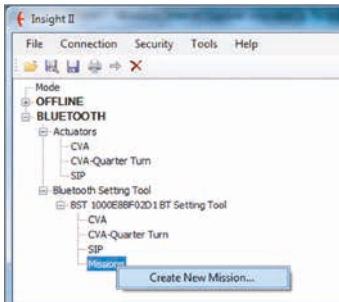 Insight II
File Connection Security Tools Help
Mode
OFFLINE
BLUETOOTH
Actuators
CVA
CVA-Quarter Turn
SIP
Bluetooth Setting Tool
BST 1000E8BF02D1 BT Setting Tool
CVA
CVA-Quarter Turn
SIP
Missions
Create New Mission...